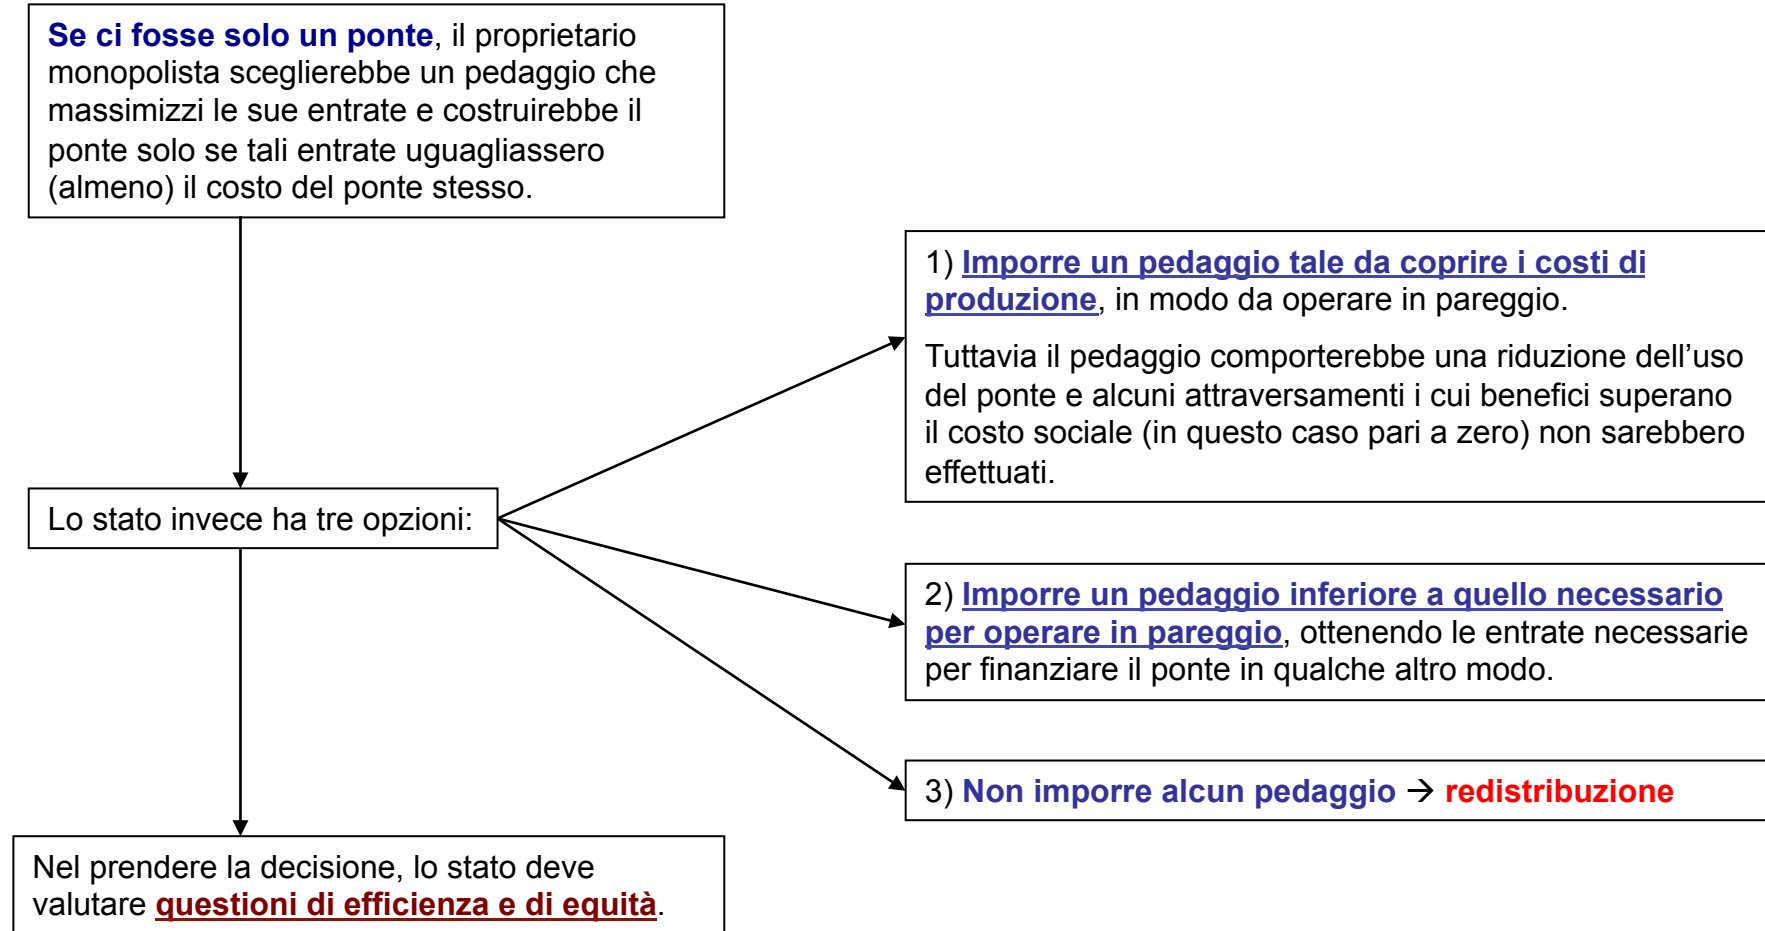 Se ci fosse solo un ponte, il proprietario
monopolista sceglierebbe un pedaggio che
massimizzi le sue entrate e costruirebbe il
ponte solo se tali entrate uguagliassero
(almeno) il costo del ponte stesso.
Lo stato invece ha tre opzioni:
1) Imporre un pedaggio tale da coprire i costi di
produzione, in modo da operare in pareggio.
Tuttavia il pedaggio comporterebbe una riduzione dell’uso
del ponte e alcuni attraversamenti i cui benefici superano
il costo sociale (in questo caso pari a zero) non sarebbero
effettuati.
2) Imporre un pedaggio inferiore a quello necessario
per operare in pareggio, ottenendo le entrate necessarie
per finanziare il ponte in qualche altro modo.
3) Non imporre alcun pedaggio → redistribuzione
Nel prendere la decisione, lo stato deve
valutare questioni di efficienza e di equità.